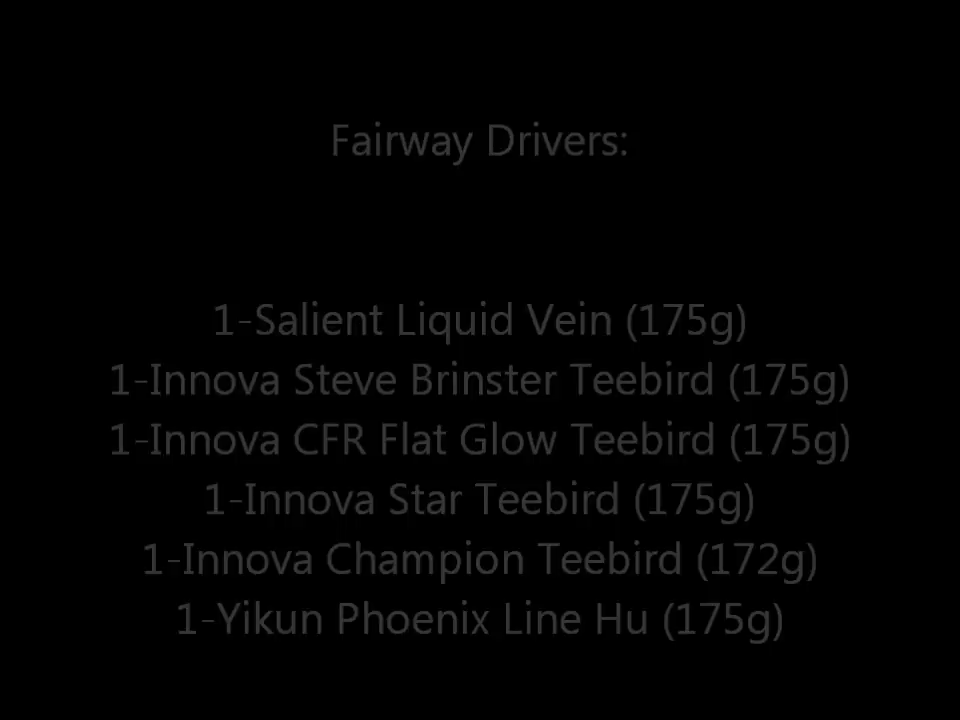 Fairway Drivers:
1-Salient Liquid Vein (175g)
1-Innova Steve Brinster Teebird (175g)
1-Innova CFR Flat Glow Teebird (175g)
1-Innova Star Teebird (175g)
1-Innova Champion Teebird (172g)
1-Yikun Phoenix Line Hu (175g)